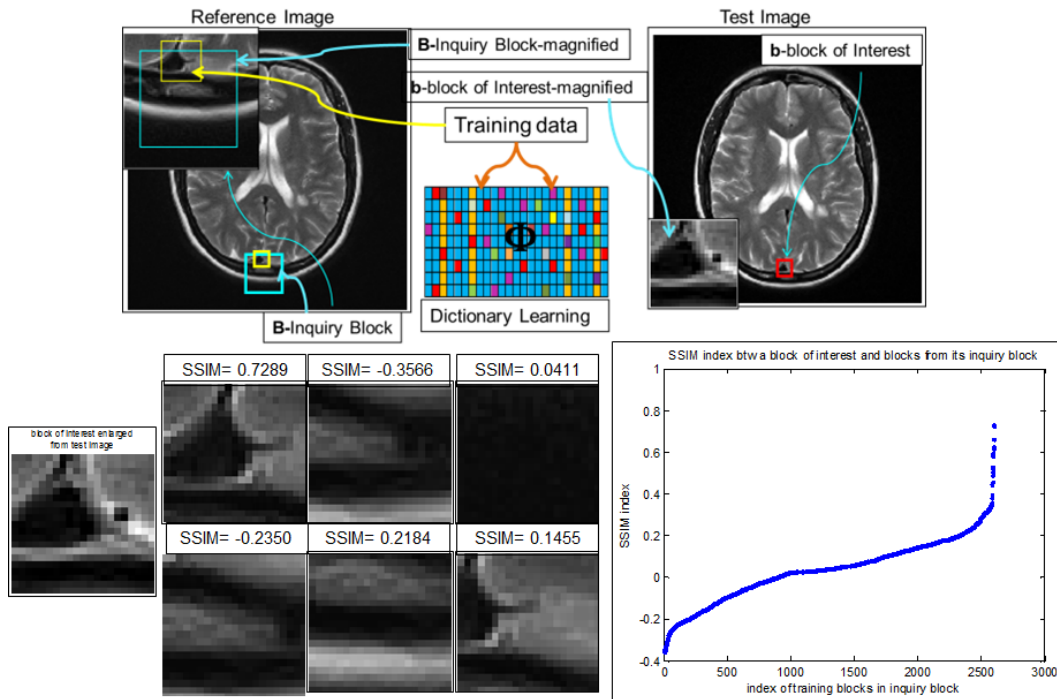 Reference Image
Test Image
B-Inquiry Block-magnified
b-block of Interest
b-block of Interest-magnified
Training data
Φ
B-Inquiry Block
Dictionary Learning
block of interest enlarged
from test image
SSIM= 0.7289
SSIM= -0.3566
SSIM= 0.0411
SSIM= -0.2350
SSIM= 0.2184
SSIM= 0.1455
SSIM index btw a block of interest and blocks from its inquiry block
SSIM index
1
0.8
0.6
0.4
0.2
0
-0.2
-0.4
0 500 1000 1500 2000 2500 3000
index of training blocks in inquiry block